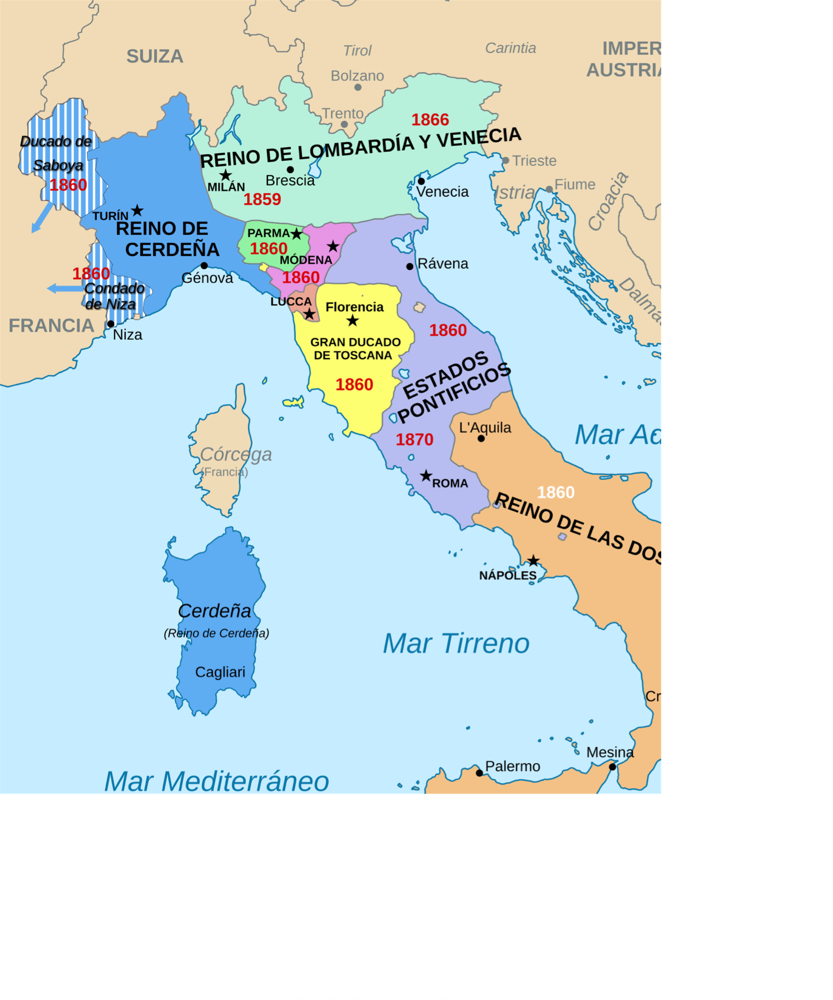 SUIZA
Tirol
Carintia
IMPER
AUSTRIA
Bolzano
Trento
1866
REINO DE LOMBARDÍA Y VENECIA
Ducado de
Saboya
1860
Trieste
MILÁN
Brescia
1859
Venecia
Istria
Fiume
Croacia
TURÍN
REINO DE
CERDEÑA
PARMA
1860
MÓDENA
1860
Rávena
Génova
1860
Condado
de Niza
Dalma
LUCCA
Florencia
FRANCIA
Niza
1860
GRAN DUCADO
DE TOSCANA
1860
ESTADOS
PONTIFICIOS
L'Aquila
1870
Mar Ad
Córcega
(Francia)
ROMA
1860
REINO DE LAS DOS
NÁPOLES
Cerdeña
(Reino de Cerdeña)
Mar Tirreno
Cagliari
Cr
Mesina
Palermo
Mar Mediterráneo